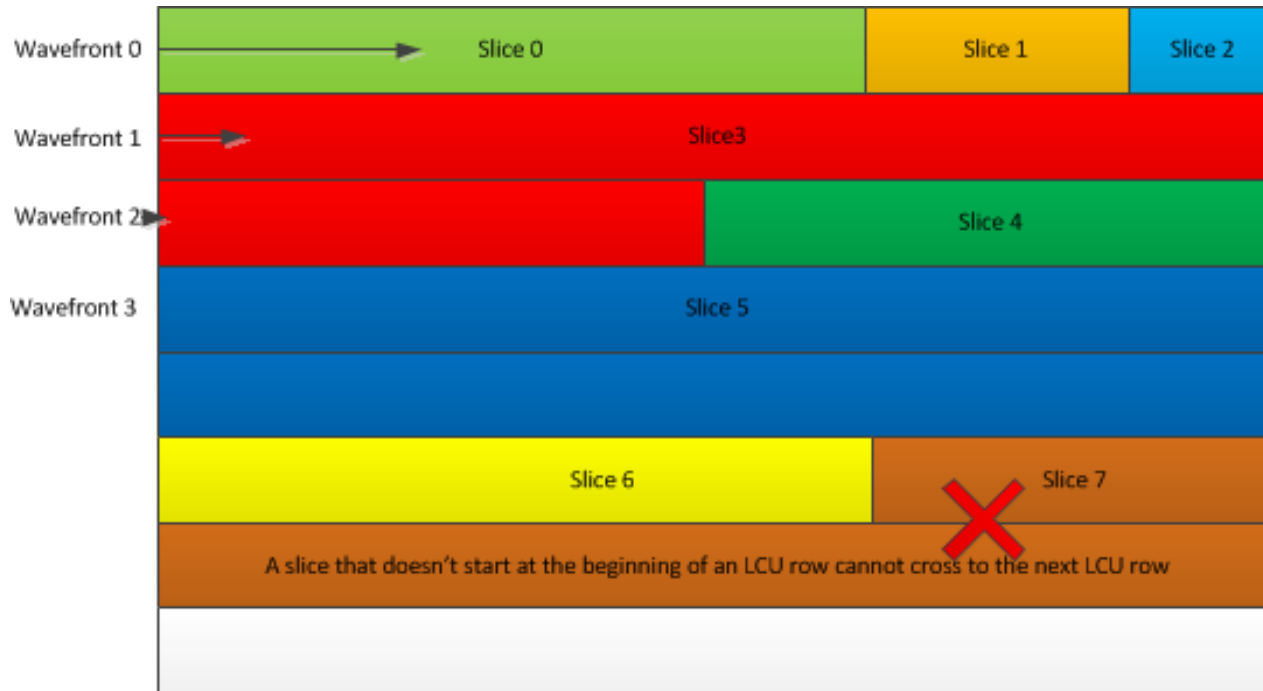 Wavefront 0 Slice 0 Slice 1 Slice 2
Wavefront 1 Slice3
Wavefront 2 Slice 4
Wavefront 3 Slice 5
Slice 6 Slice 7
A slice that doesn't start at the beginning of an LCU row cannot cross to the next LCU row